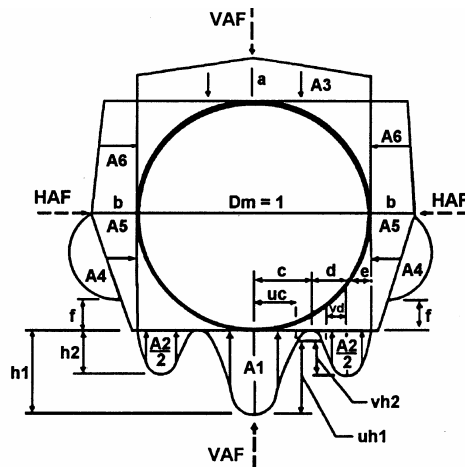 VAF
a
A3
A6
A6
HAF
b
Dm = 1
b
HAF
A5
A5
A4
A4
c
d
e
uc
vd
f
f
h1
h2
A2
2
A1
A2
2
vh2
uh1
VAF